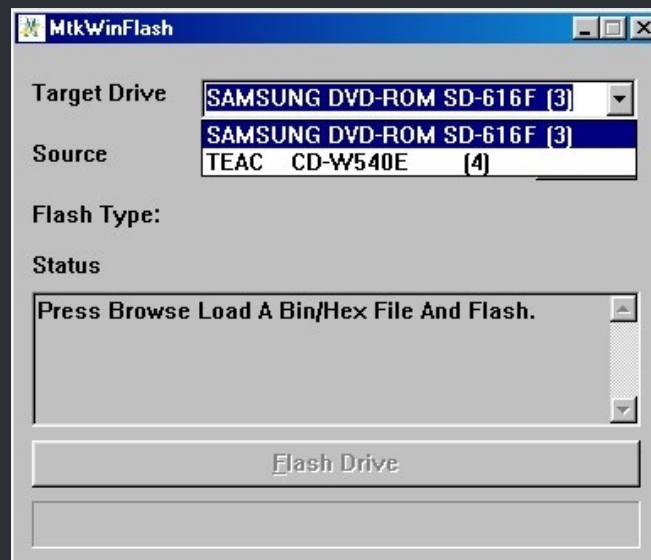 MtkWinFlash
Target Drive SAMSUNG DVD-ROM SD-616F (3)
SAMSUNG DVD-ROM SD-616F (3)
Source
TEAC CD-W540E (4)
Flash Type:
Status
Press Browse Load A Bin/Hex File And Flash.
Flash Drive